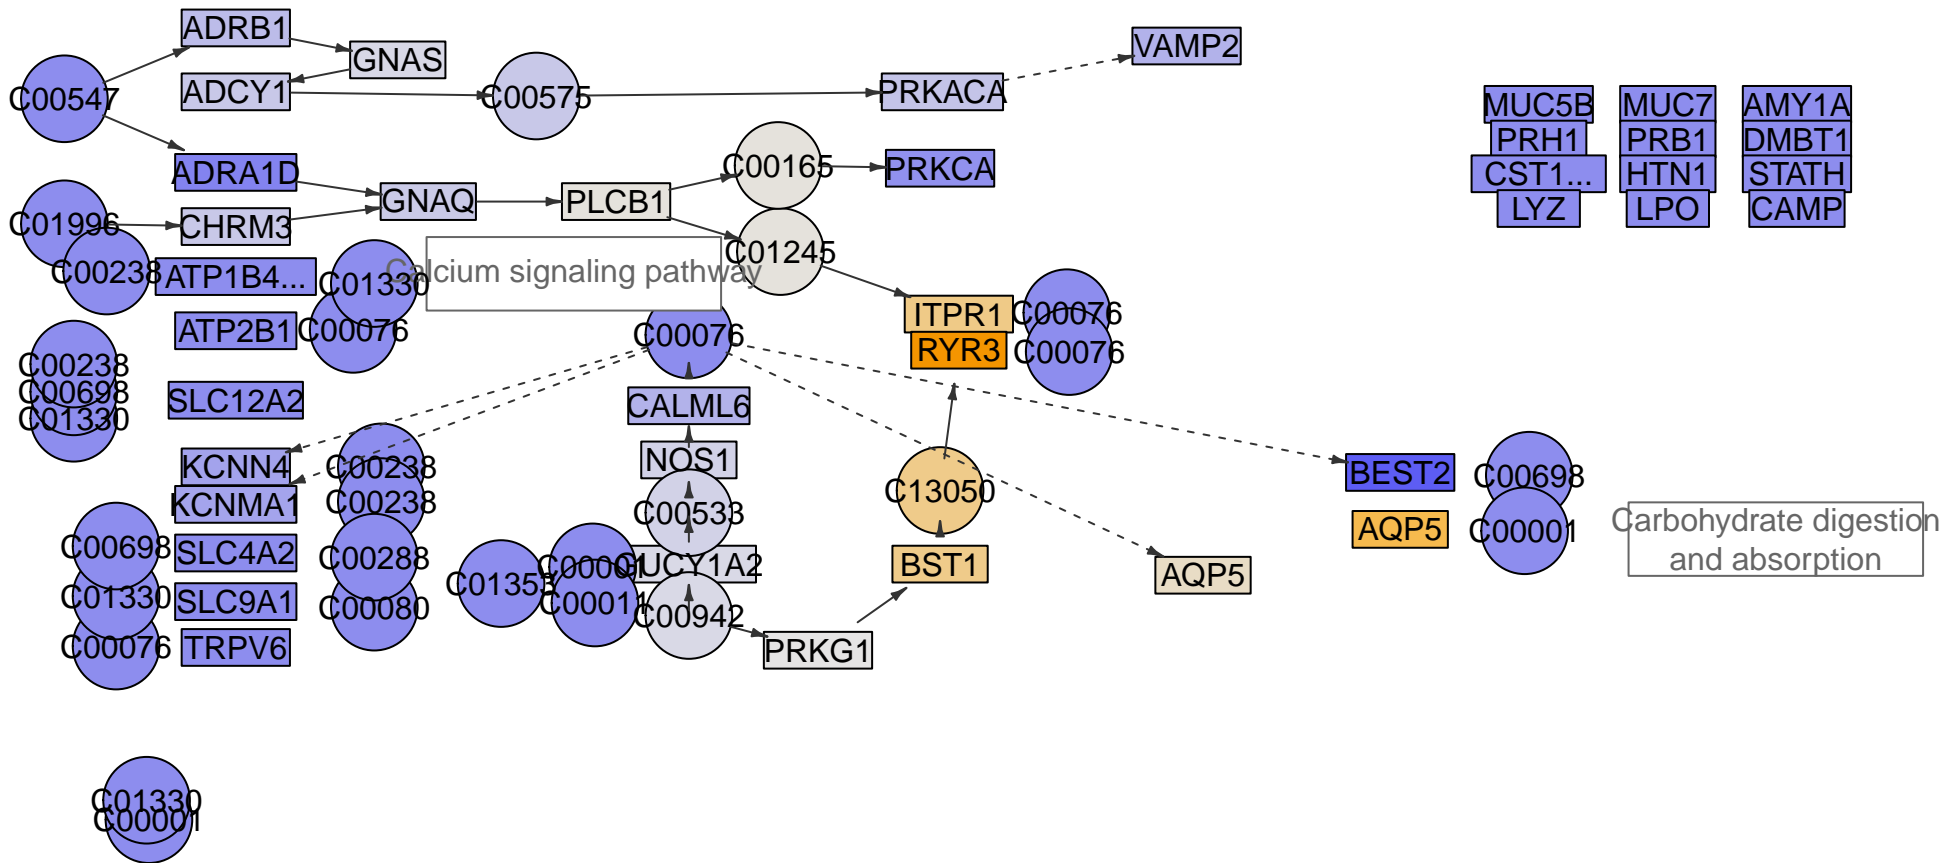 ADRB1
GNAS
VAMP2
C00547
ADCY1
C00575
PRKACA
MUC5B
MUC7
AMY1A
PRH1
PRB1
DMBT1
ADRA1D
C00165
PRKCA
CST1...
HTN1
STATH
GNAQ
PLCB1
LYZ
LPO
CAMP
C01996
CHRM3
C01245
C00238
ATP1B4...
C01330
Calcium signaling pathway
ITPR1
C00076
ATP2B1
C00076
C00076
RYR3
C00076
C00238
C00698
C01330
SLC12A2
CALML6
KCNN4
C00238
NOS1
BEST2
C00698
KCNMA1
C00238
C00533
C13050
AQP5
C00001
Carbohydrate digestion
and absorption
C00698
SLC4A2
C00288
C01353
C00001
GUCY1A2
BST1
AQP5
C01330
SLC9A1
C00080
C00011
C00942
C00076
TRPV6
PRKG1
C01330
C00001